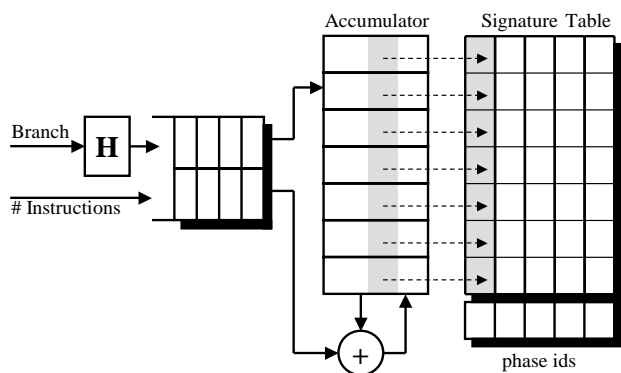 Accumulator
Signature Table
Branch
H
# Instructions
+
phase ids